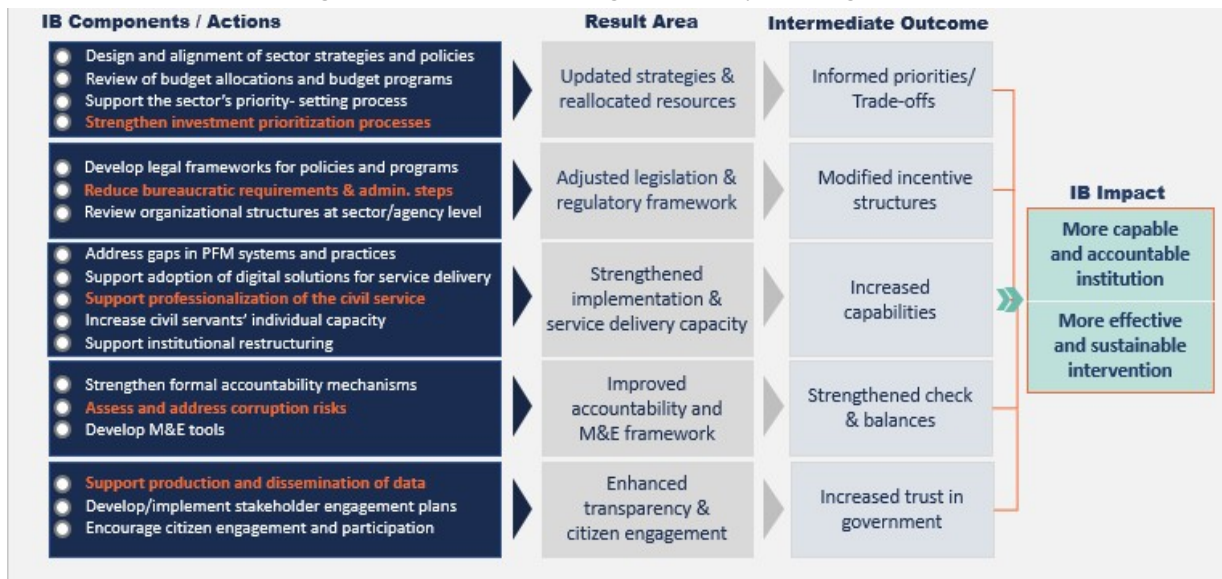 IB Components / Actions
Result Area
Intermediate Outcome
Design and alignment of sector strategies and policies
Review of budget allocations and budget programs
Support the sector's priority- setting process
Strengthen investment prioritization processes
Updated strategies &
reallocated resources
Informed priorities/
Trade-offs
Develop legal frameworks for policies and programs
Reduce bureaucratic requirements & admin. steps
Review organizational structures at sector/agency level
Adjusted legislation &
regulatory framework
Modified incentive
structures
Address gaps in PFM systems and practices
Support adoption of digital solutions for service delivery
Support professionalization of the civil service
Increase civil servants' individual capacity
Support institutional restructuring
Strengthened
implementation &
service delivery capacity
Increased
capabilities
Strengthen formal accountability mechanisms
Assess and address corruption risks
Develop M&E tools
Improved
accountability and
M&E framework
Strengthened check
& balances
Support production and dissemination of data
Develop/implement stakeholder engagement plans
Encourage citizen engagement and participation
Enhanced
transparency &
citizen engagement
Increased trust in
government
IB Impact
More capable
and accountable
institution
More effective
and sustainable
intervention